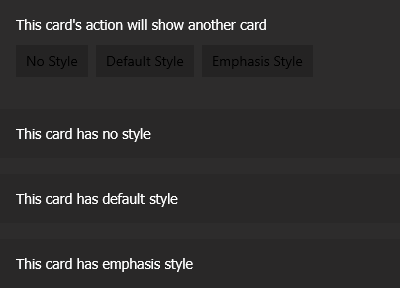 This card's action will show another card
No Style Default Style Emphasis Style
This card has no style
This card has default style
This card has emphasis style